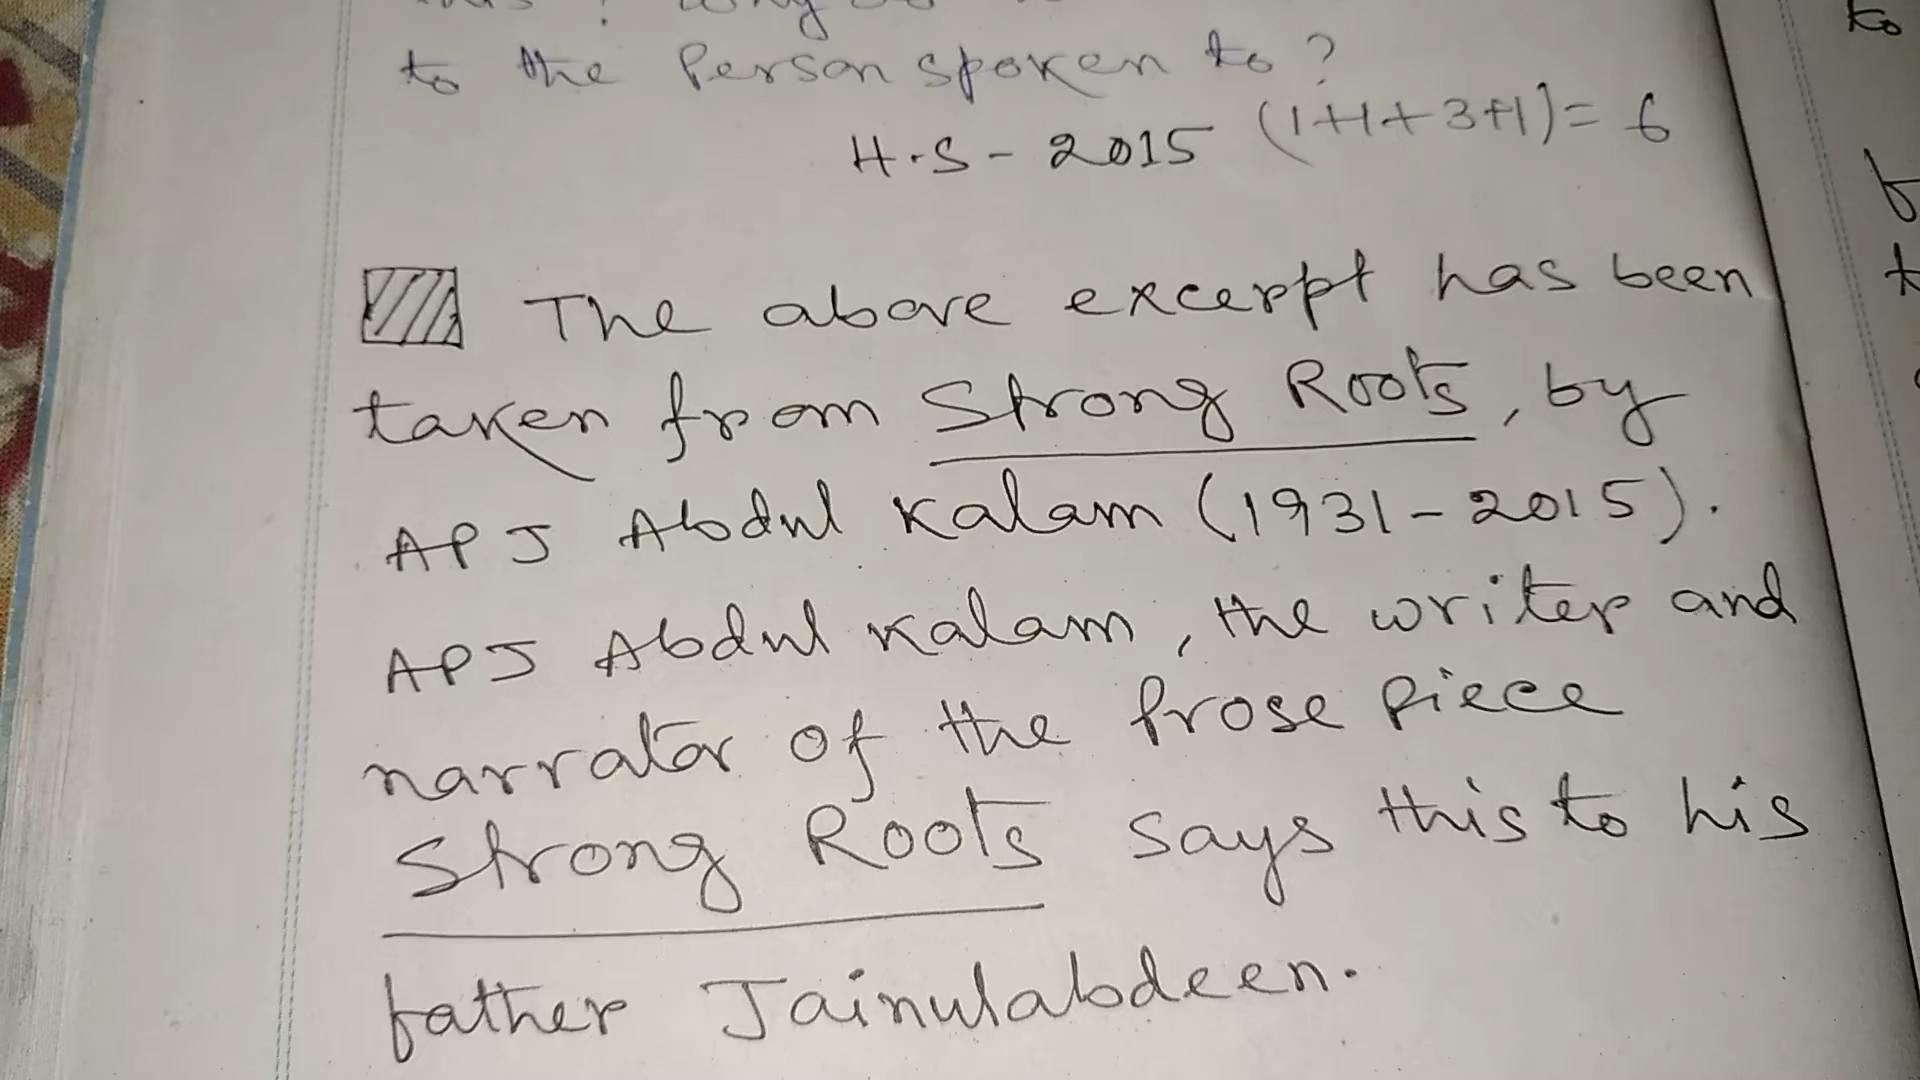 to the Person spoken to?
H.S - 2015 (1+1+3+1) = 6
The above excerpt has been
taken from Strong Roots, by
APJ Abdul Kalam (1931-2015).
APJ Abdul Kalam, the writer and
narrator of the Prose Piece
Strong Roots says this to his
father Jainulabdeen.
to